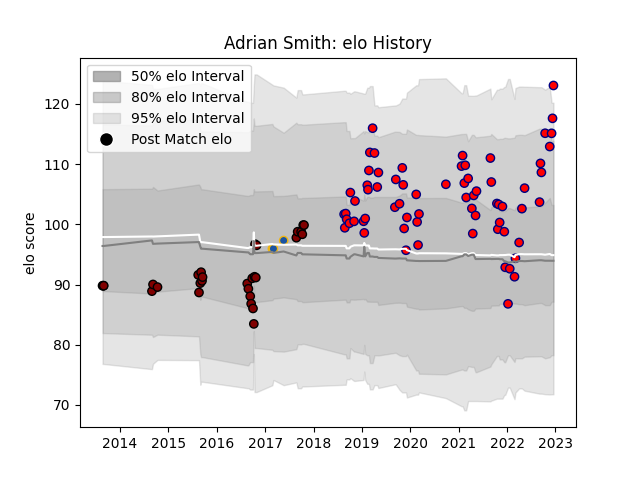 Adrian Smith: elo History
50% elo Interval
80% elo Interval
95% elo Interval
Post Match elo
elo score
120
110
100
90
80
70
2014 2015 2016 2017 2018 2019 2020 2021 2022 2023